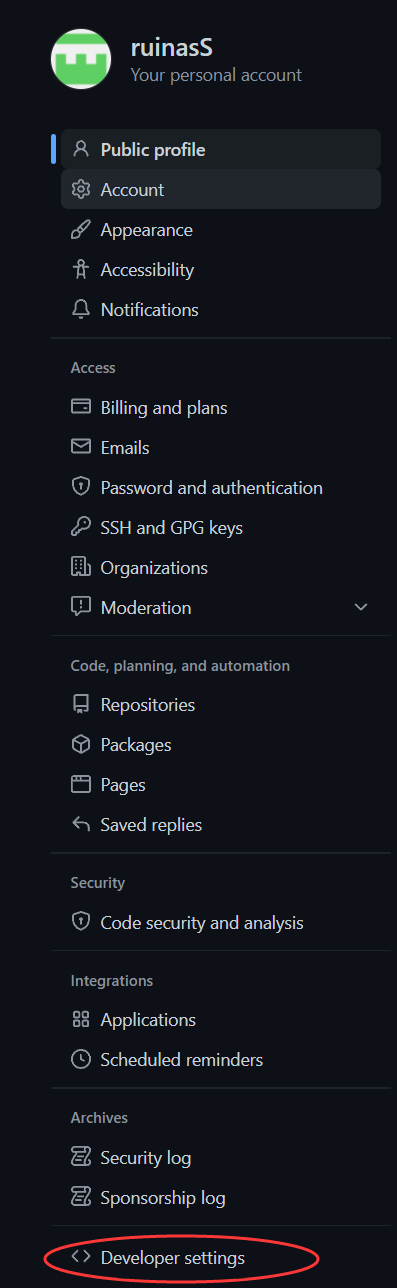 ruinasS
Your personal account
Public profile
Account
Appearance
Accessibility
Notifications
Access
Billing and plans
Emails
Password and authentication
SSH and GPG keys
Organizations
Moderation
Code, planning, and automation
Repositories
Packages
Pages
Saved replies
Security
Code security and analysis
Integrations
Applications
Scheduled reminders
Archives
Security log
Sponsorship log
Developer settings